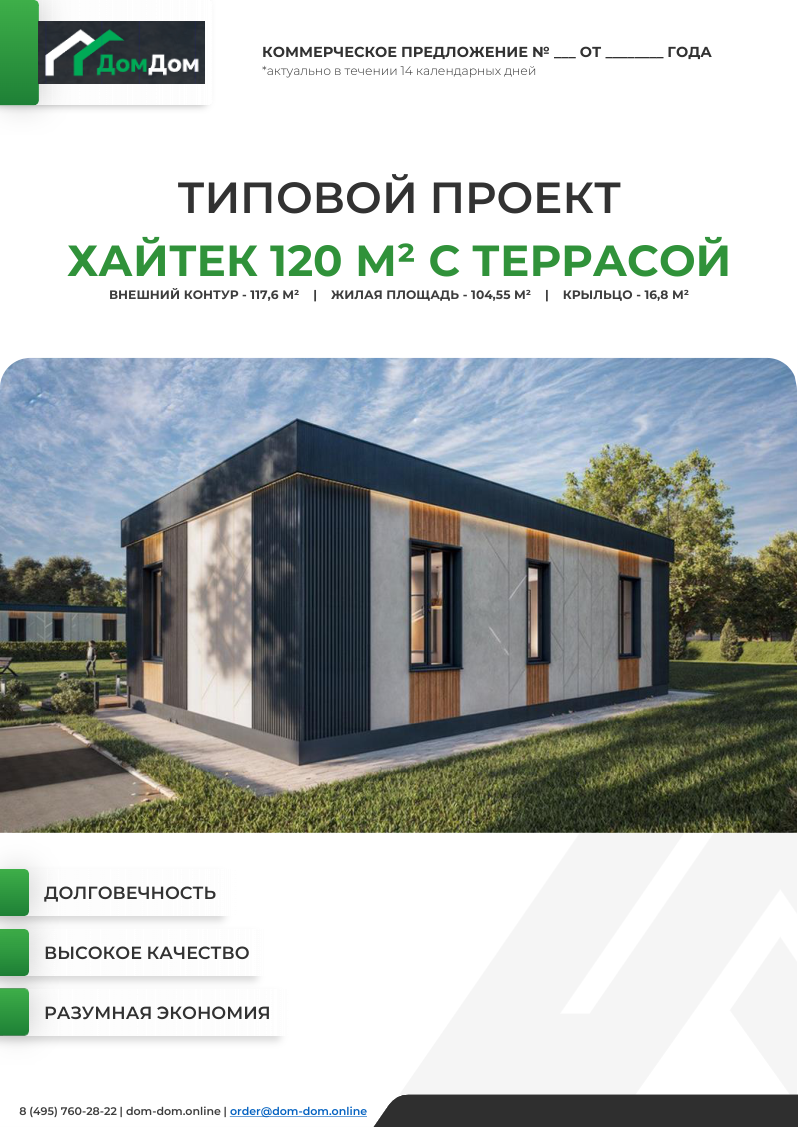 ДомДом
КОММЕРЧЕСКОЕ ПРЕДЛОЖЕНИЕ № ___ ОТ ________ ГОДА
*актуально в течении 14 календарных дней
ТИПОВОЙ ПРОЕКТ
ХАЙТЕК 120 М² С ТЕРРАСОЙ
ВНЕШНИЙ КОНТУР - 117,6 М² | ЖИЛАЯ ПЛОЩАДЬ - 104,55 М² | КРЫЛЬЦО - 16,8 М²
ДОЛГОВЕЧНОСТЬ
ВЫСОКОЕ КАЧЕСТВО
РАЗУМНАЯ ЭКОНОМИЯ
8 (495) 760-28-22 | dom-dom.online | order@dom-dom.online